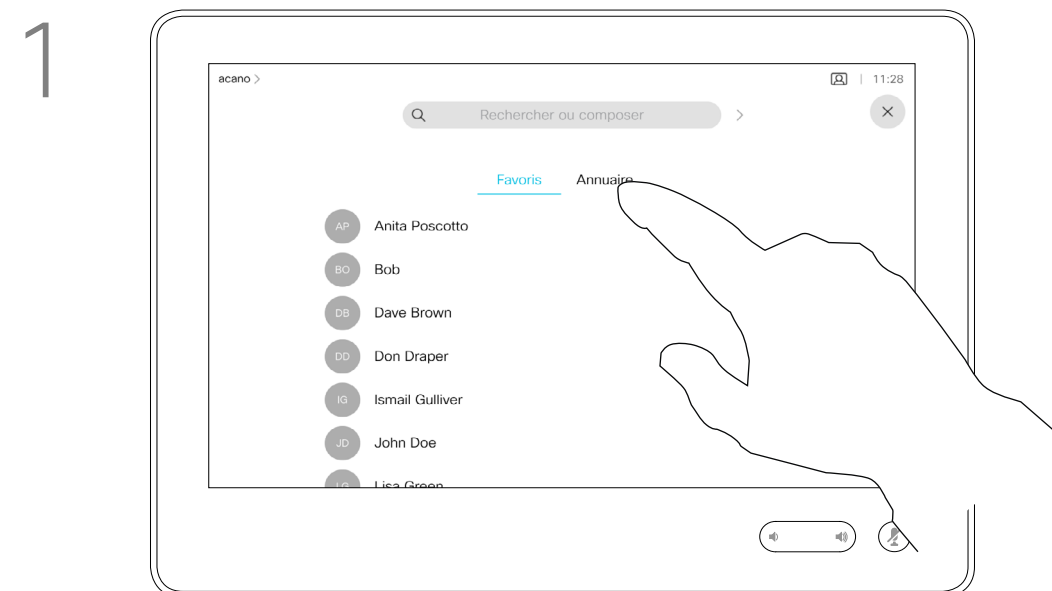 1
acano >
11:28
Rechercher ou composer
Favoris Annuaire
AP Anita Poscotto
BO Bob
DB Dave Brown
DD Don Draper
IG Ismail Gulliver
JD John Doe
LG Lisa Green